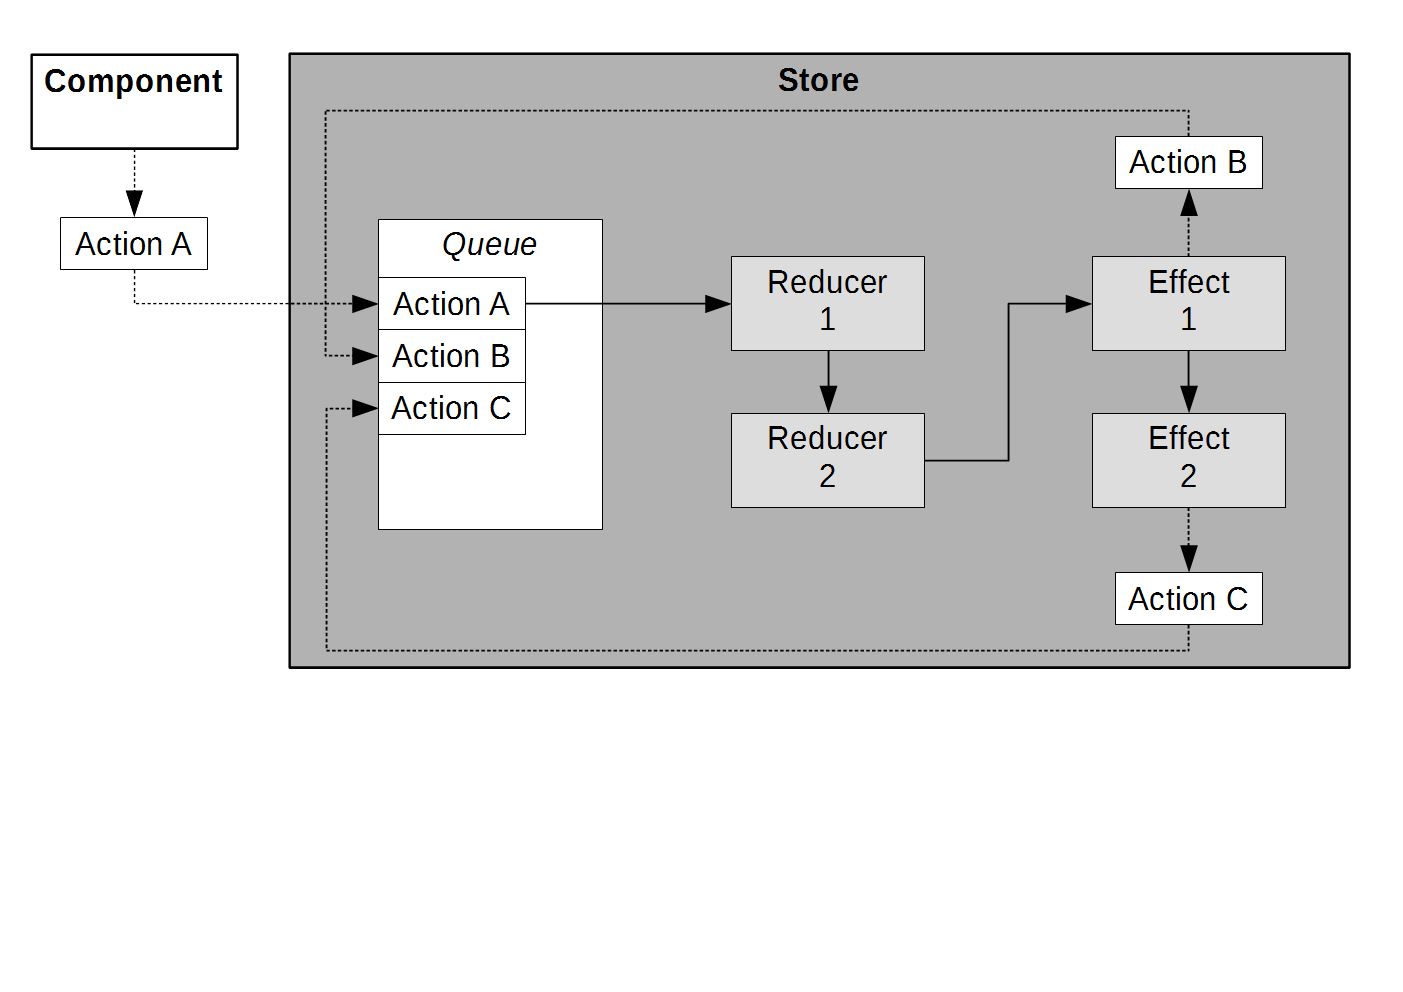 Component
Store
Action A
Action B
Queue
Action A
Action B
Action C
Reducer
1
Reducer
2
Effect
1
Effect
2
Action C